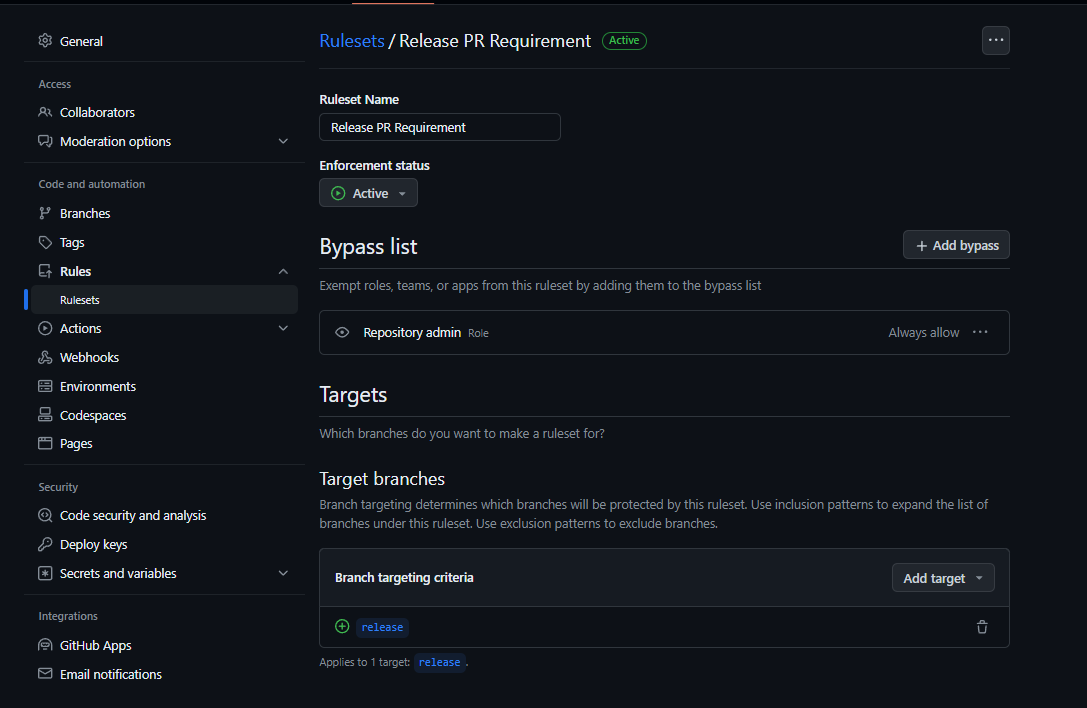 General
Access
Collaborators
Moderation options
Code and automation
Branches
Tags
Rules
Rulesets
Actions
Webhooks
Environments
Codespaces
Pages
Security
Code security and analysis
Deploy keys
Secrets and variables
Integrations
GitHub Apps
Email notifications
Rulesets / Release PR Requirement Active
Ruleset Name
Release PR Requirement
Enforcement status
Active
Bypass list
Add bypass
Exempt roles, teams, or apps from this ruleset by adding them to the bypass list
Repository admin Role Always allow
Targets
Which branches do you want to make a ruleset for?
Target branches
Branch targeting determines which branches will be protected by this ruleset. Use inclusion patterns to expand the list of
branches under this ruleset. Use exclusion patterns to exclude branches.
Branch targeting criteria
Add target
release
Applies to 1 target: release.